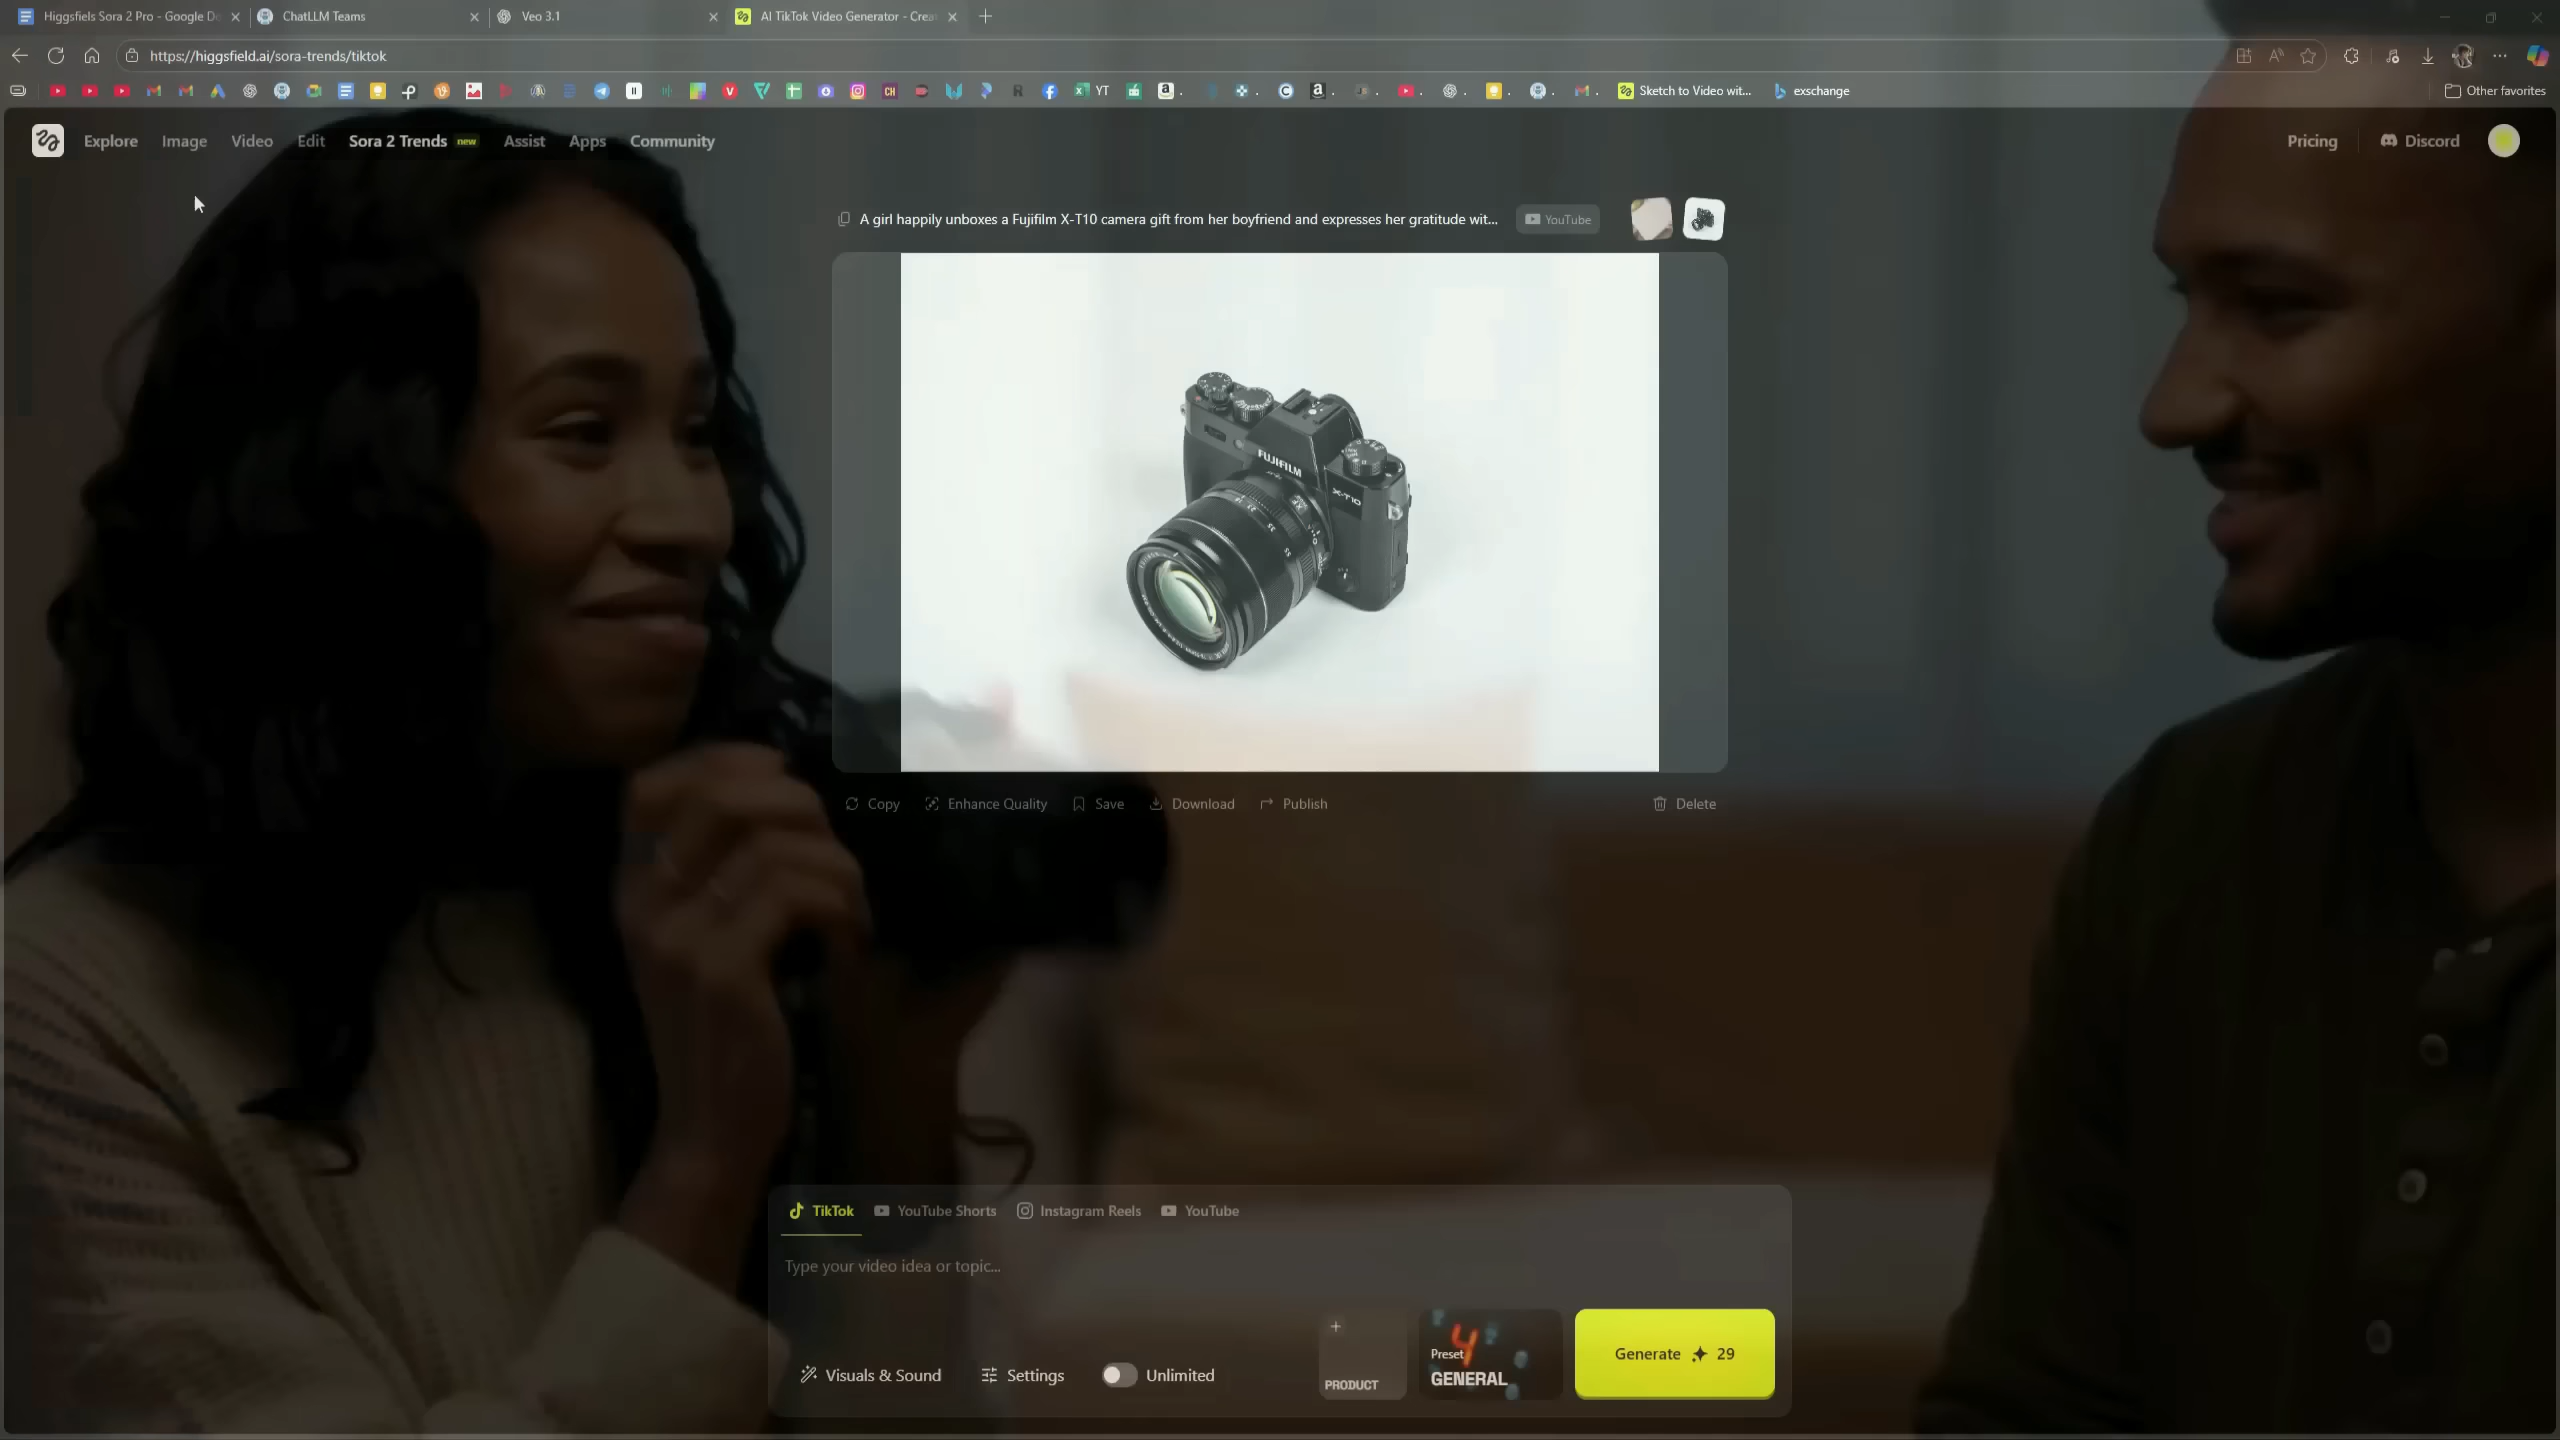 Higgsfiels Sora 2 Pro - Google Do
ChatLLM Teams
Veo 3.1
AI TikTok Video Generator - Crea
https://higgsfield.ai/sora-trends/tiktok
YT
Sketch to Video wit...
exschange
Other favorites
Explore
Image
Video
Edit
Sora 2 Trends new
Assist
Apps
Community
Pricing
Discord
A girl happily unboxes a Fujifilm X-T10 camera gift from her boyfriend and expresses her gratitude wit...
YouTube
FUJIFILM
X-T10
Copy
Enhance Quality
Save
Download
Publish
Delete
TikTok
YouTube Shorts
Instagram Reels
YouTube
Type your video idea or topic...
Visuals & Sound
Settings
Unlimited
PRODUCT
Preset
GENERAL
Generate 29